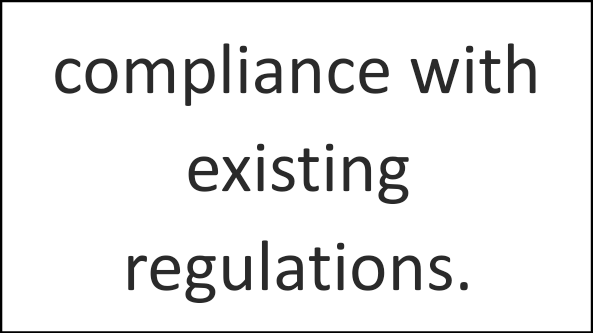 compliance with
existing
regulations.